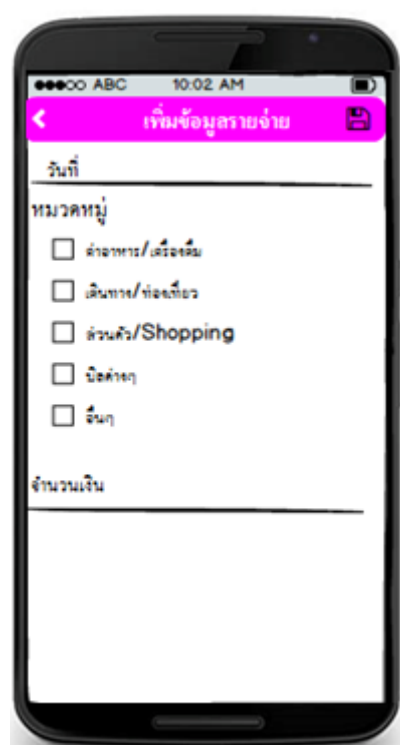 ABC 10:02 AM
เพิ่มข้อมูลรายจ่าย
วันที่
หมวดหมู่
ค่าอาหาร/เครื่องดื่ม
เดินทาง/ท่องเที่ยว
ส่วนตัว/Shopping
บิลต่างๆ
อื่นๆ
จำนวนเงิน